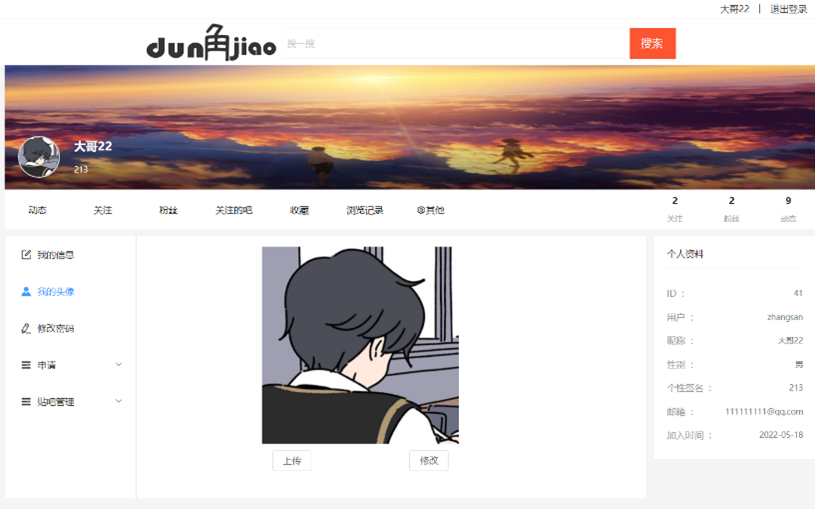 大哥22 | 退出登录
dun角jiao 搜一搜 搜索
大哥22
213
动态 关注 粉丝 关注的吧 收藏 浏览记录 其他
2 2 9
关注 粉丝 动态
我的信息
我的头像
修改密码
申请
贴吧管理
上传 修改
个人资料
ID : 41
用户 : zhangsan
昵称 : 大哥22
性别 : 男
个性签名 : 213
邮箱 : 111111111@qq.com
加入时间 : 2022-05-18